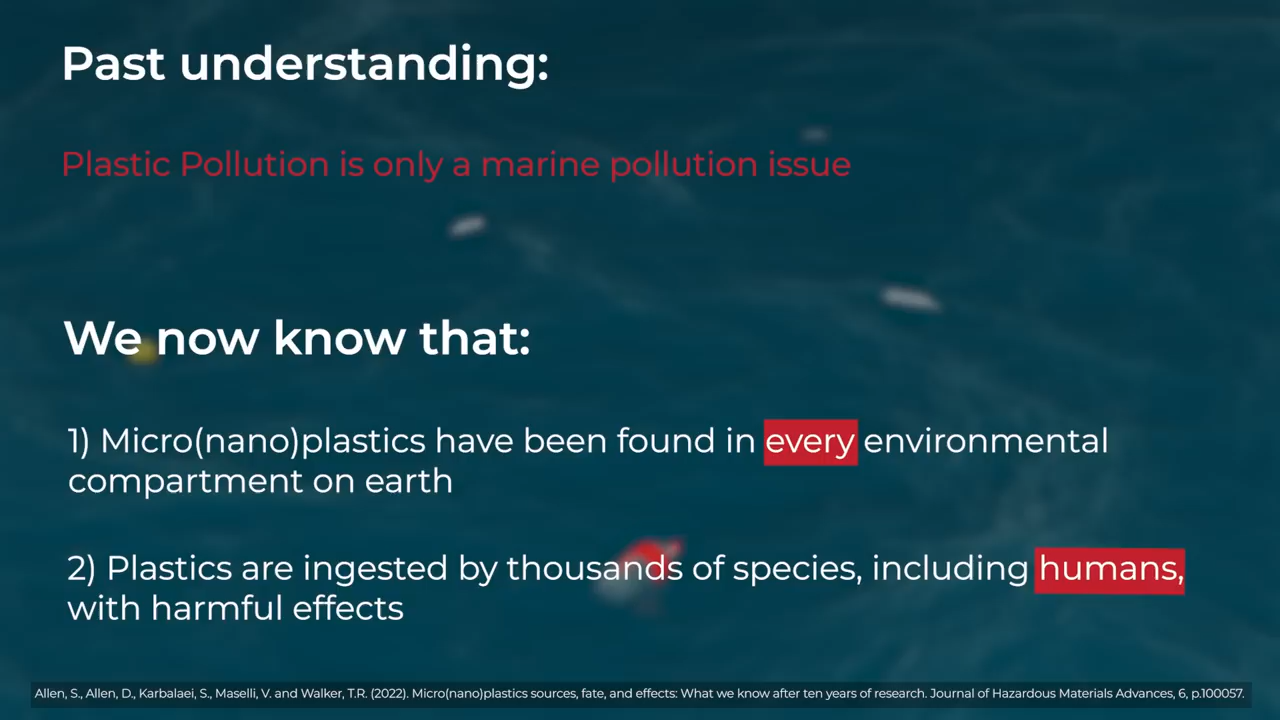 Past understanding:
Plastic Pollution is only a marine pollution issue
We now know that:
1) Micro(nano)plastics have been found in every environmental
compartment on earth
2) Plastics are ingested by thousands of species, including humans,
with harmful effects
Allen, S., Allen, D., Karbalaei, S., Maselli, V. and Walker, T.R. (2022). Micro(nano)plastics sources, fate, and effects: What we know after ten years of research. Journal of Hazardous Materials Advances, 6, p.100057.